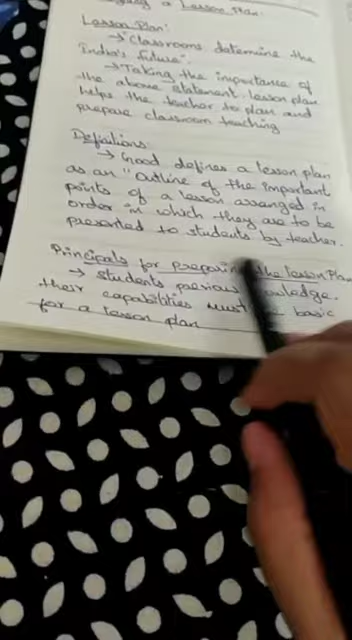 a Lesson Plan.
Lesson Plan:
→ Classrooms datemine the
India's future.
→ Taking the importance of
the above statement lesson plan
helps the teacher to plan and
prepare classroom teaching
Definitions:
→ Good defines a lesson plan
as an "Outline of the important
points of a lesson arranged in
order in which they are to be
presented to students by teacher.
Principals for preparing the lesson Plan
→ Students previous knowledge.
their capabilities must basic
for a lesson plan